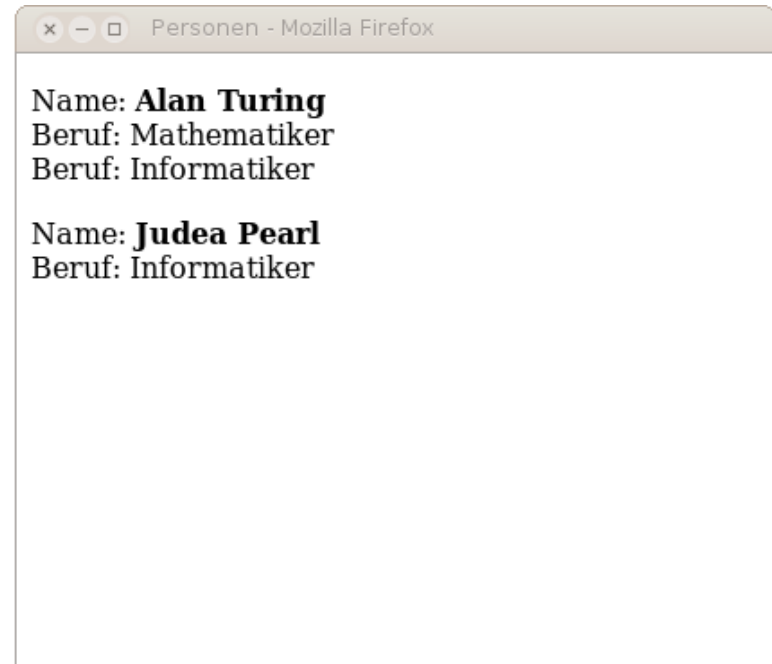 Personen - Mozilla Firefox
Name: Alan Turing
Beruf: Mathematiker
Beruf: Informatiker
Name: Judea Pearl
Beruf: Informatiker